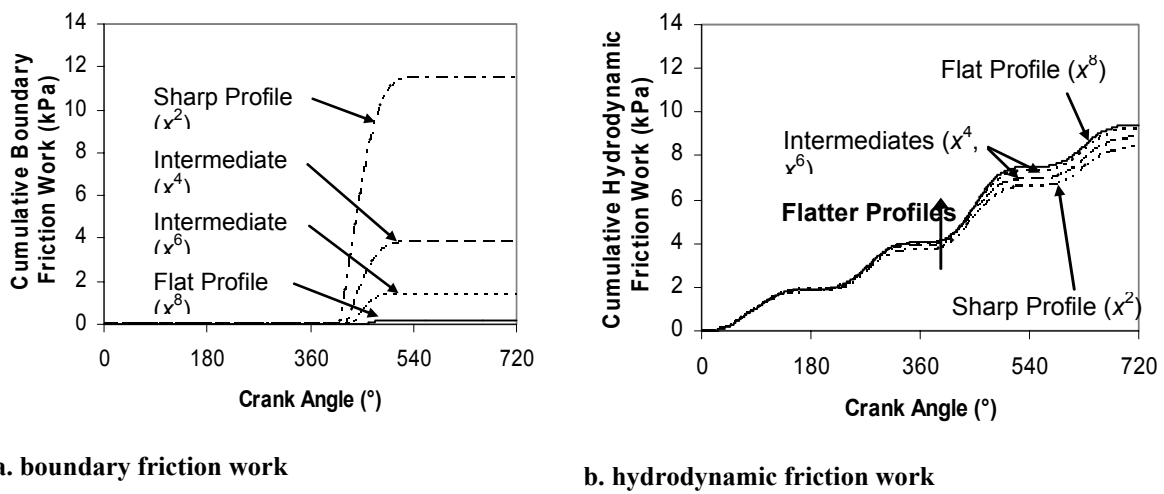 14
12
10
8
6
4
2
0
Cumulative Boundary
Friction Work (kPa)
Sharp Profile
(x²)
Intermediate
(x⁴)
Intermediate
(x⁶)
Flat Profile
(x⁸)
0 180 360 540 720
Crank Angle (°)
a. boundary friction work
14
12
10
8
6
4
2
0
Cumulative Hydrodynamic
Friction Work (kPa)
Flat Profile (x⁸)
Intermediates (x⁴,
x⁶)
Flatter Profiles
Sharp Profile (x²)
0 180 360 540 720
Crank Angle (°)
b. hydrodynamic friction work